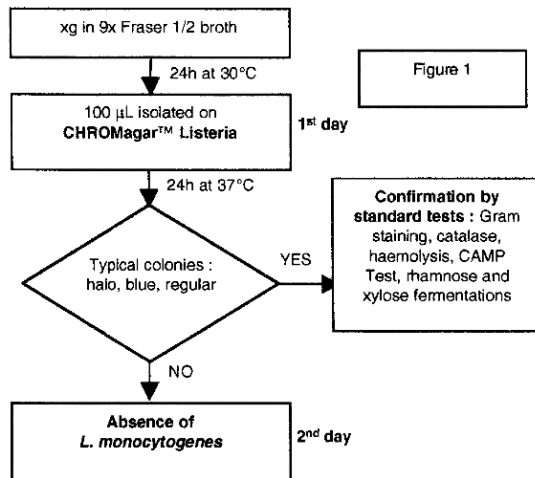 xg in 9x Fraser 1/2 broth
24h at 30°C
Figure 1
100 µL isolated on
CHROMagar™ Listeria
1st day
24h at 37°C
Typical colonies :
halo, blue, regular
YES
Confirmation by
standard tests : Gram
staining, catalase,
haemolysis, CAMP
Test, rhamnose and
xylose fermentations
NO
Absence of
L. monocytogenes
2nd day